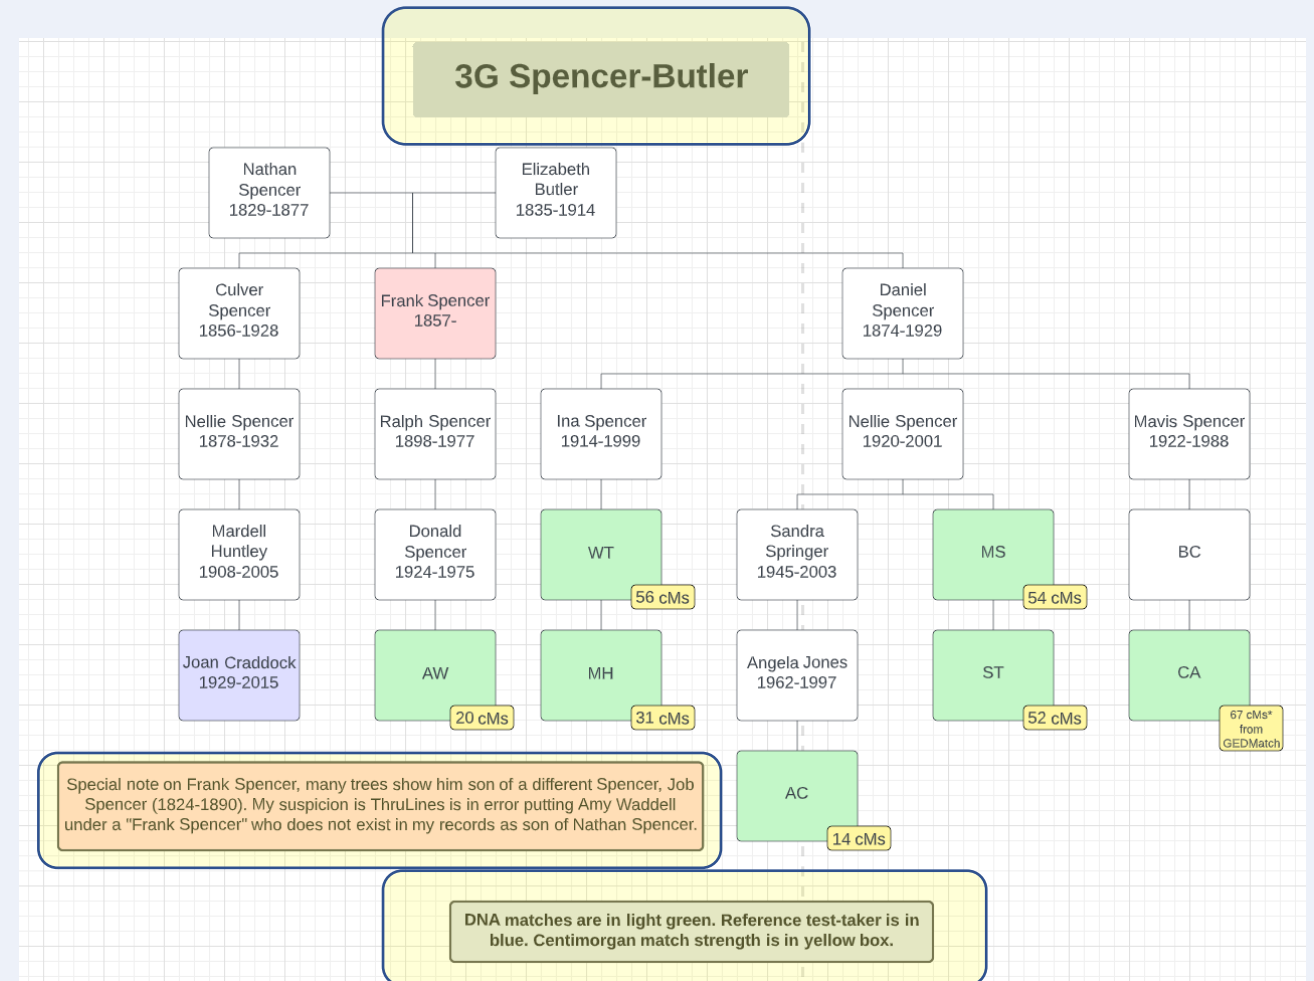 3G Spencer-Butler
Nathan
Spencer
1829-1877
Elizabeth
Butler
1835-1914
Culver
Spencer
1856-1928
Frank Spencer
1857-
Daniel
Spencer
1874-1929
Nellie Spencer
1878-1932
Ralph Spencer
1898-1977
Ina Spencer
1914-1999
Nellie Spencer
1920-2001
Mavis Spencer
1922-1988
Mardell
Huntley
1908-2005
Donald
Spencer
1924-1975
WT
56 cMs
Sandra
Springer
1945-2003
MS
54 cMs
BC
Joan Craddock
1929-2015
AW
20 cMs
MH
31 cMs
Angela Jones
1962-1997
ST
52 cMs
CA
67 cMs*
from
GEDMatch
Special note on Frank Spencer, many trees show him son of a different Spencer, Job
Spencer (1824-1890). My suspicion is ThruLines is in error putting Amy Waddell
under a "Frank Spencer" who does not exist in my records as son of Nathan Spencer.
AC
14 cMs
DNA matches are in light green. Reference test-taker is in
blue. Centimorgan match strength is in yellow box.